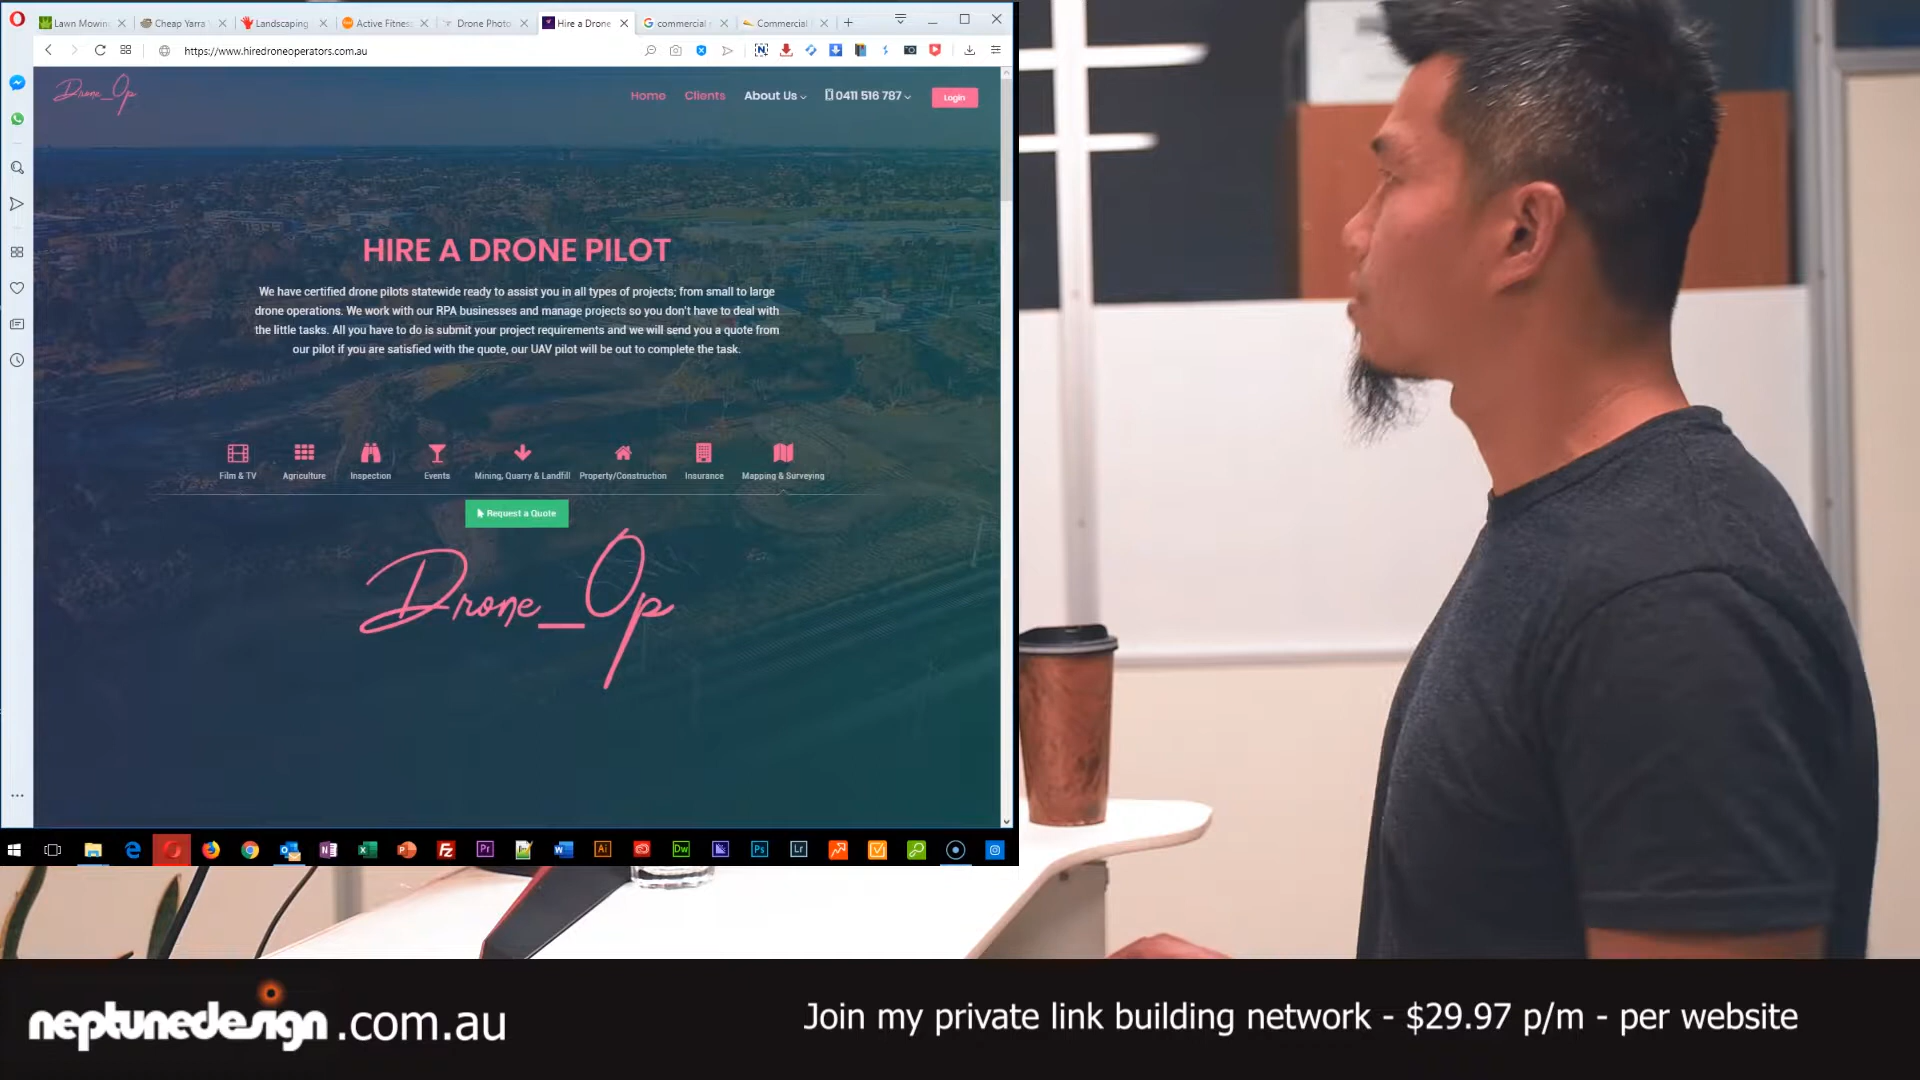 Lawn Mowin
Cheap Yarra
Landscaping
Active Fitnes
Drone Photo
Hire a Drone
commercial
Commercial
https://www.hiredroneoperators.com.au
Drone_Op
Home
Clients
About Us
0411 516 787
Login
HIRE A DRONE PILOT
We have certified drone pilots statewide ready to assist you in all types of projects; from small to large
drone operations. We work with our RPA businesses and manage projects so you don't have to deal with
the little tasks. All you have to do is submit your project requirements and we will send you a quote from
our pilot if you are satisfied with the quote, our UAV pilot will be out to complete the task.
Film & TV
Agriculture
Inspection
Events
Mining, Quarry & Landfill
Property/Construction
Insurance
Mapping & Surveying
Request a Quote
Drone_Op
Pr
Ai
Dw
Ps
Lr
neptunedesign.com.au
Join my private link building network - $29.97 p/m - per website